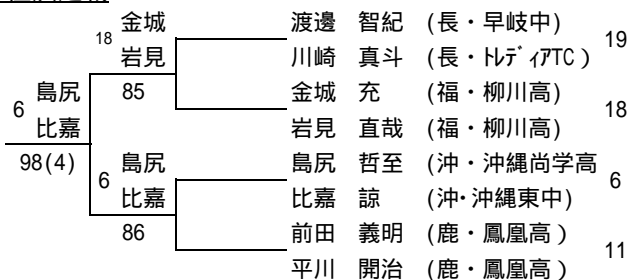 18 金城 渡邊 智紀 (長・早岐中) 19
岩見 川崎 真斗 (長・ﾄﾚﾃﾞｨｱTC)
6 島尻 85 金城 充 (福・柳川高) 18
比嘉 岩見 直哉 (福・柳川高)
98(4) 6 島尻 島尻 哲至 (沖・沖縄尚学高 6
比嘉 比嘉 諒 (沖・沖縄東中)
86 前田 義明 (鹿・鳳凰高) 11
平川 開治 (鹿・鳳凰高)